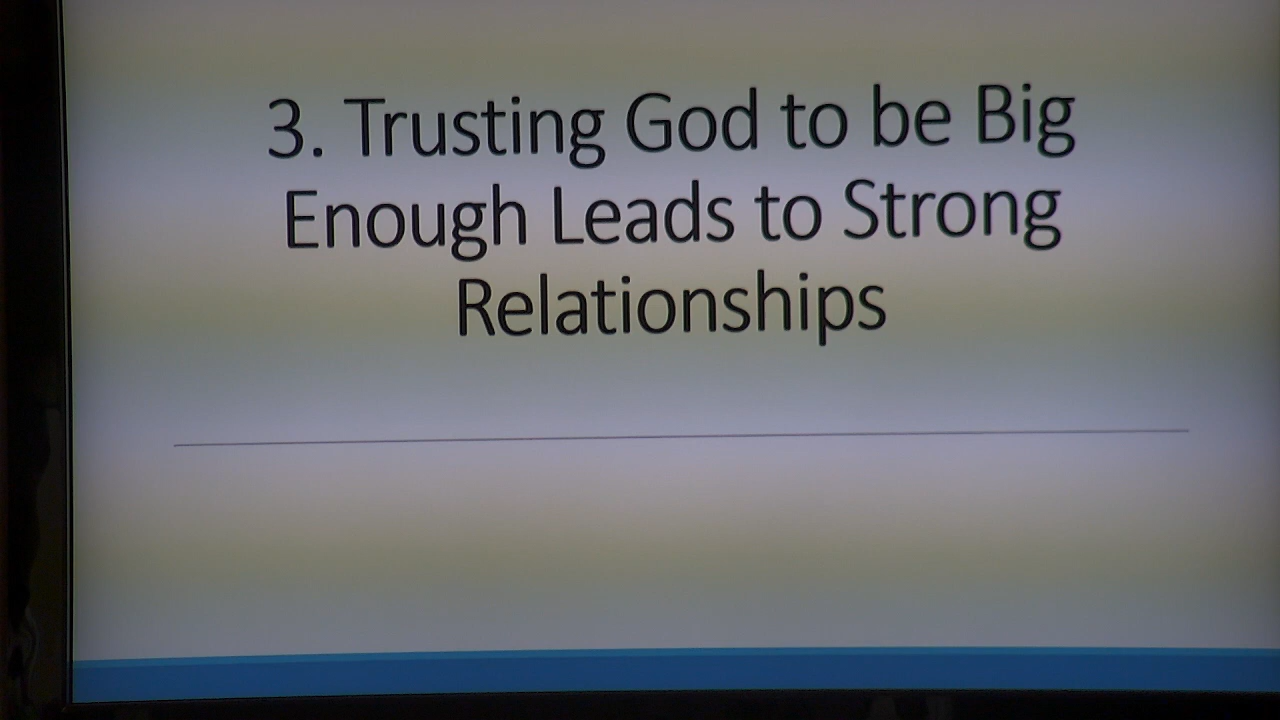 3. Trusting God to be Big
Enough Leads to Strong
Relationships